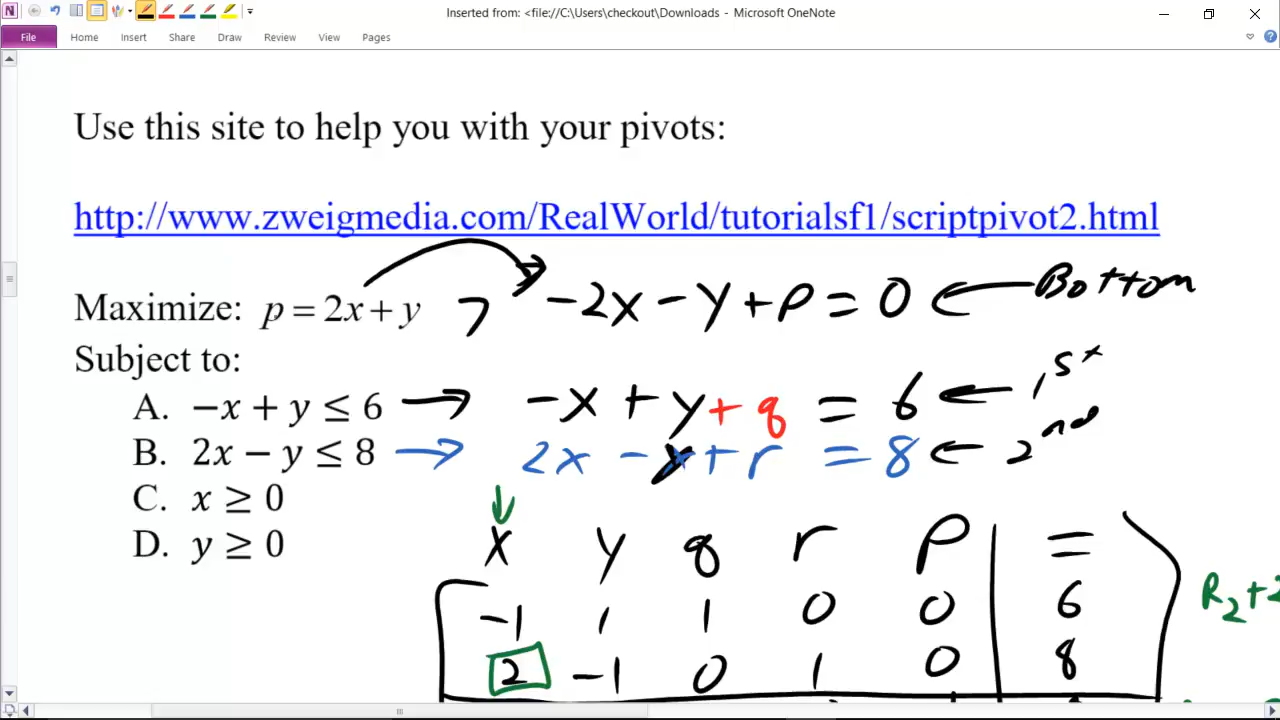 Inserted from: <file://C:\Users\checkout\Downloads - Microsoft OneNote
File Home Insert Share Draw Review View Pages
Use this site to help you with your pivots:
http://www.zweigmedia.com/RealWorld/tutorialsf1/scriptpivot2.html
Maximize: p = 2x + y → -2x - y + p = 0 ← Bottom
Subject to:
A. −x + y ≤ 6 → -x + y + q = 6 ← 1st
B. 2x − y ≤ 8 → 2x - y + r = 8 ← 2nd
C. x ≥ 0
D. y ≥ 0
x y q r p =
-1 1 1 0 0 6
R2+2
2 -1 0 1 0 8